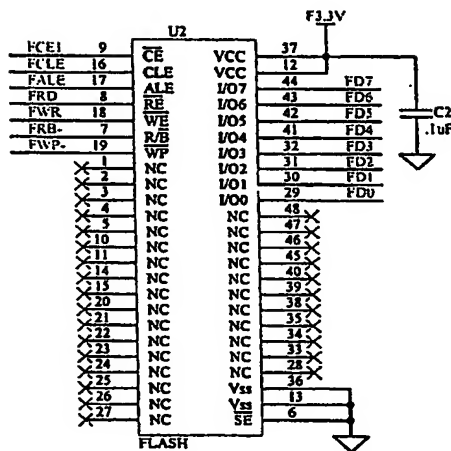 U2
F3.3V
FCE1 9 CE VCC 37
FCLE 16 CLE VCC 12
FALE 17 ALE I/O7 44 FD7
FRD 8 RE I/O6 43 FD6
FWR 18 WE I/O5 42 FD5
FRB- 7 R/B I/O4 41 FD4
FWP- 19 WP I/O3 32 FD3
1 NC I/O2 31 FD2
2 NC I/O1 30 FD1
3 NC I/O0 29 FD0
4 NC NC 48
5 NC NC 47
10 NC NC 46
11 NC NC 45
14 NC NC 40
15 NC NC 39
20 NC NC 38
21 NC NC 35
22 NC NC 34
23 NC NC 33
24 NC NC 28
25 NC Vss 36
26 NC Vss 13
27 NC SE 6
FLASH
C2
.1uF